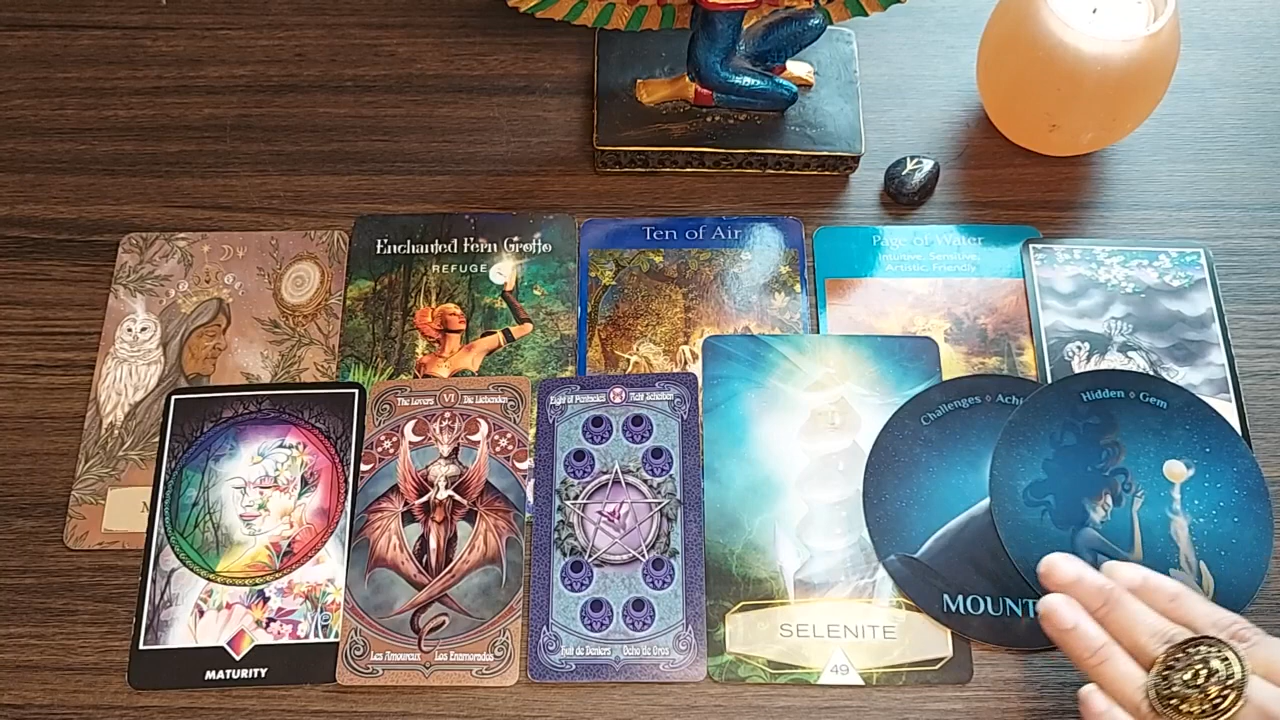 Enchanted Fern Grotto
REFUGE
Ten of Air
Page of Water
Intuitive, Sensitive,
Artistic, Friendly
MATURITY
The Lovers VI Die Liebenden
Les Amoureux Los Enamorados
Eight of Pentacles Acht Scheiben
Huit de Deniers Ocho de Oros
SELENITE
49
Challenges ◊ Achi
MOUNT
Hidden ◊ Gem